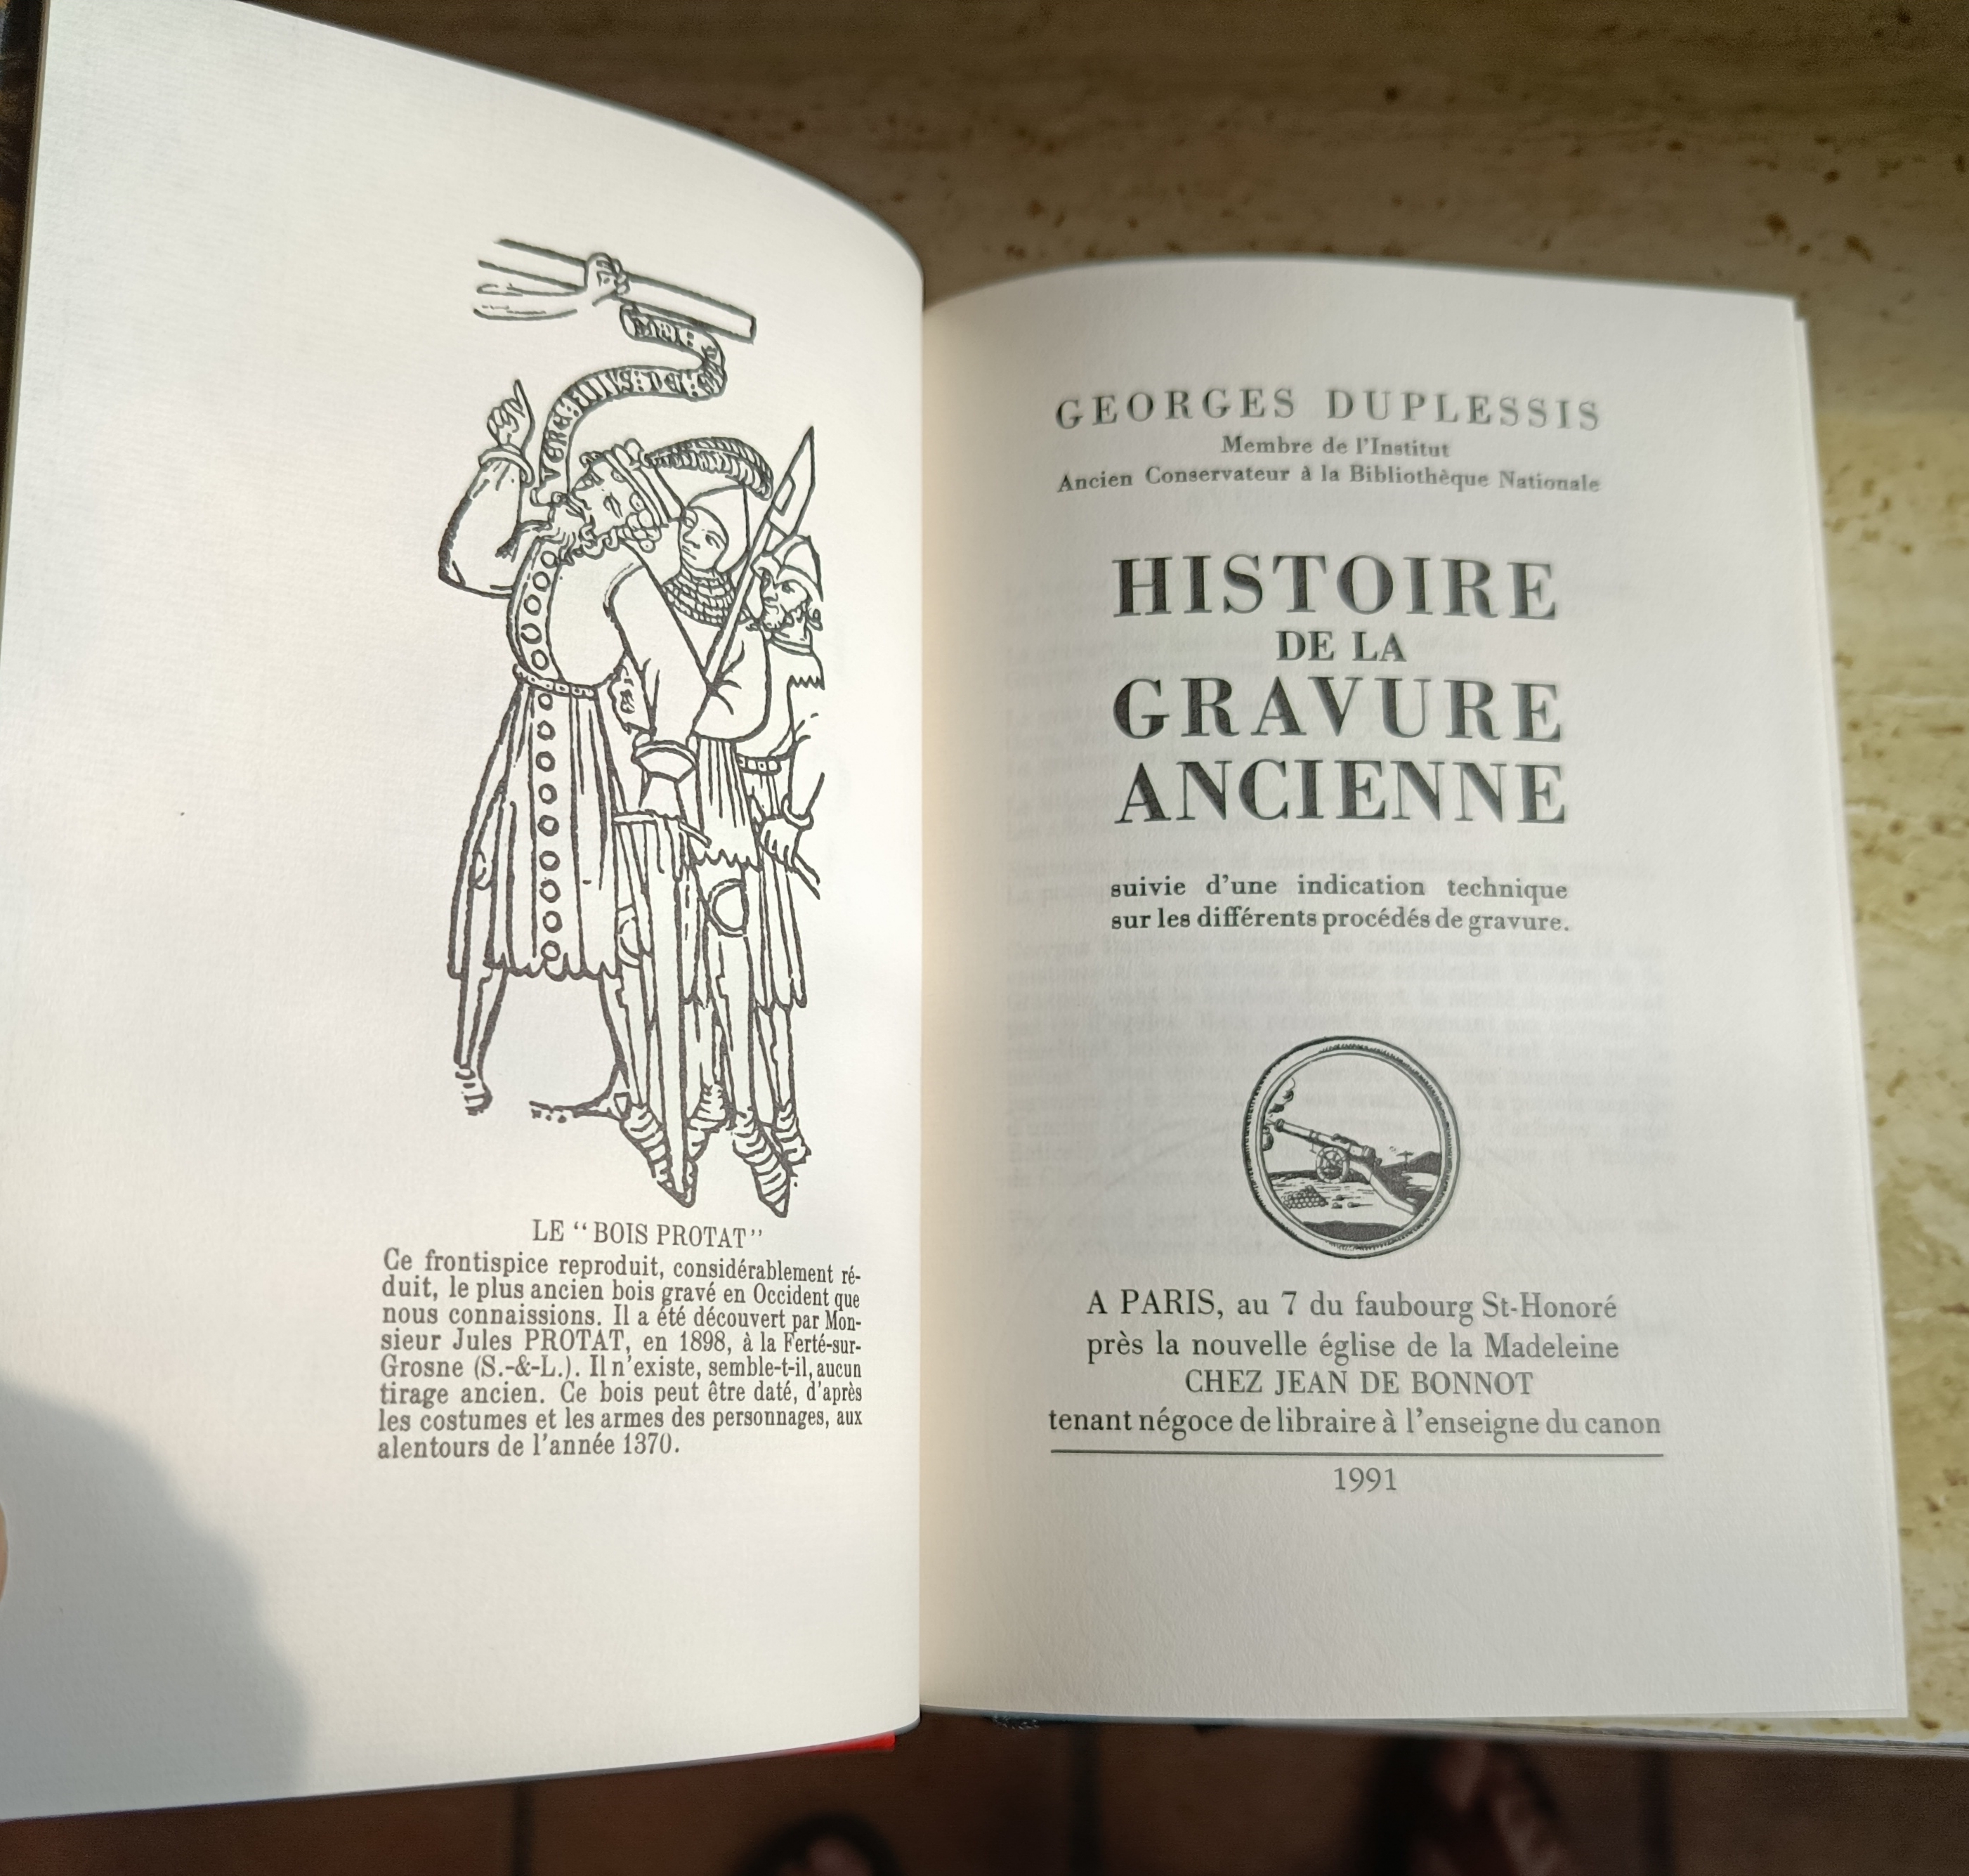 VERE:
LE “BOIS PROTAT”
Ce frontispice reproduit, considérablement ré-
duit, le plus ancien bois gravé en Occident que
nous connaissions. Il a été découvert par Mon-
sieur Jules PROTAT, en 1898, à la Ferté-sur-
Grosne (S.-&-L.). Il n’existe, semble-t-il, aucun
tirage ancien. Ce bois peut être daté, d’après
les costumes et les armes des personnages, aux
alentours de l’année 1370.
GEORGES DUPLESSIS
Membre de l’Institut
Ancien Conservateur à la Bibliothèque Nationale
HISTOIRE
DE LA
GRAVURE
ANCIENNE
suivie d’une indication technique
sur les différents procédés de gravure.
A PARIS, au 7 du faubourg St-Honoré
près la nouvelle église de la Madeleine
CHEZ JEAN DE BONNOT
tenant négoce de libraire à l’enseigne du canon
1991